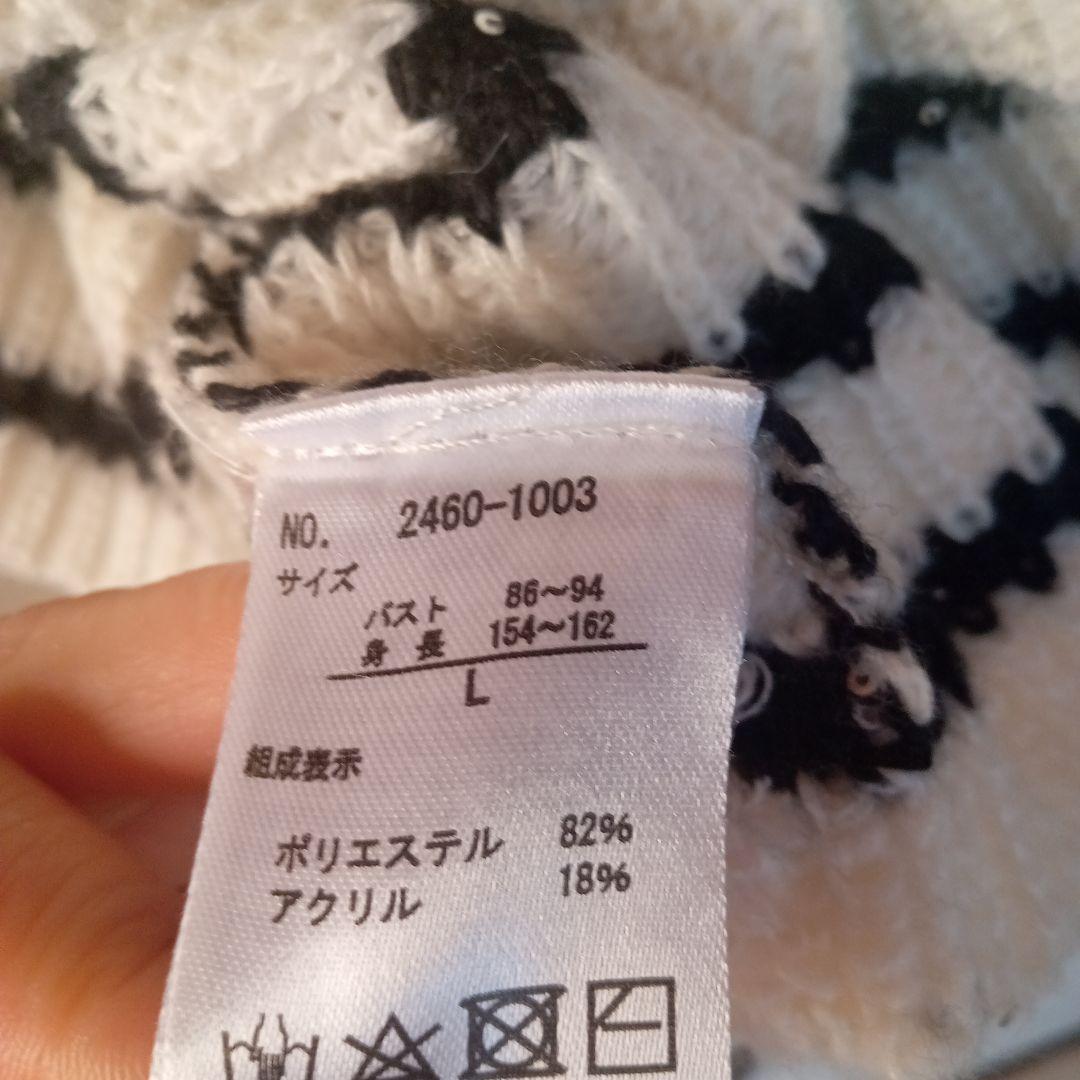 NO. 2460-1003
サイズ
バスト 86~94
身長 154~162
L
組成表示
ポリエステル 82%
アクリル 18%